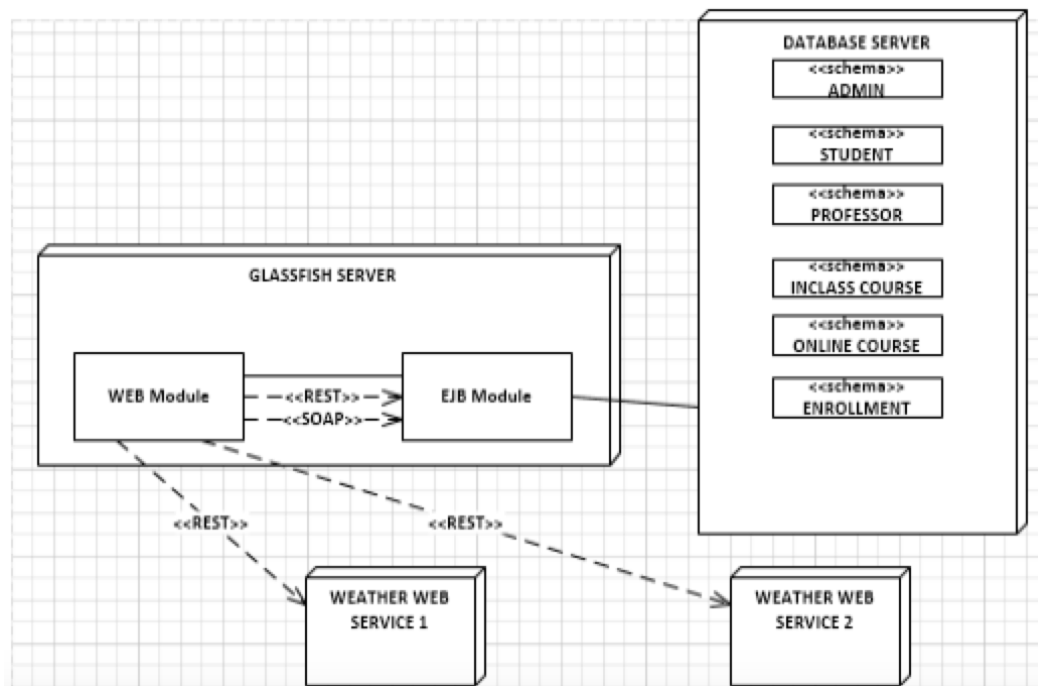 DATABASE SERVER
<<schema>>
ADMIN
<<schema>>
STUDENT
<<schema>>
PROFESSOR
<<schema>>
INCLASS COURSE
<<schema>>
ONLINE COURSE
<<schema>>
ENROLLMENT
GLASSFISH SERVER
WEB Module
<<REST>>
<<SOAP>>
EJB Module
<<REST>>
<<REST>>
WEATHER WEB
SERVICE 1
WEATHER WEB
SERVICE 2